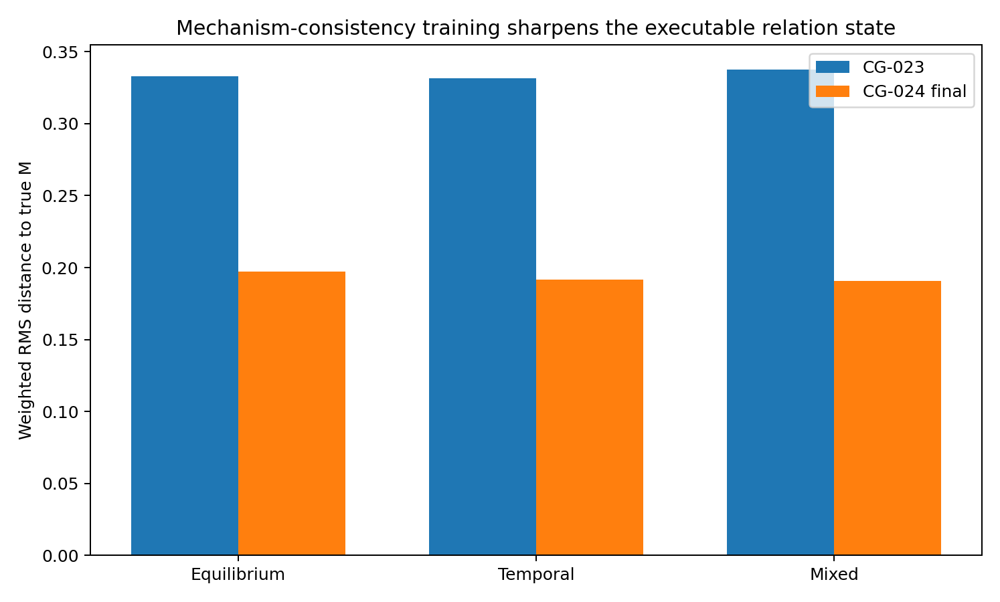 Mechanism-consistency training sharpens the executable relation state
CG-023
CG-024 final
Weighted RMS distance to true M
0.35
0.30
0.25
0.20
0.15
0.10
0.05
0.00
Equilibrium
Temporal
Mixed